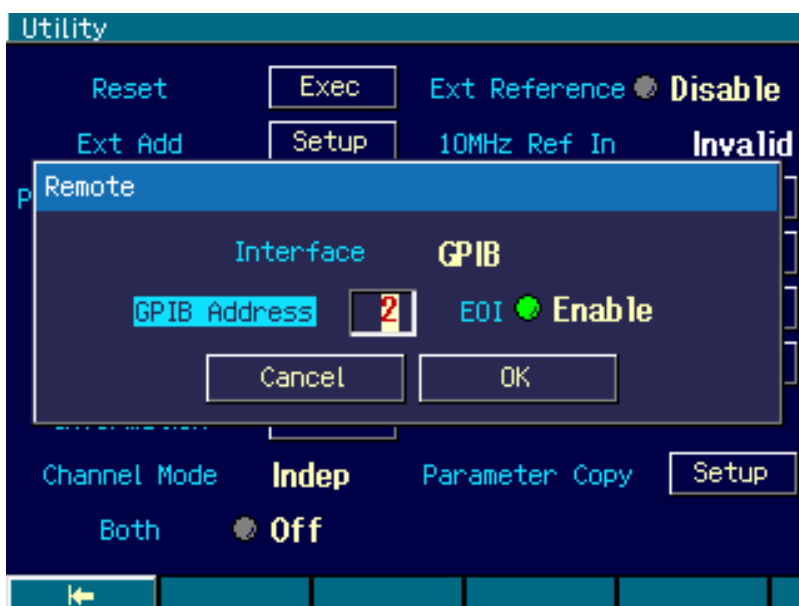 Utility
Reset Exec Ext Reference Disable
Ext Add Setup 10MHz Ref In Invalid
P
Remote
Interface GPIB
GPIB Address 2 EOI Enable
Cancel OK
Channel Mode Indep Parameter Copy Setup
Both Off